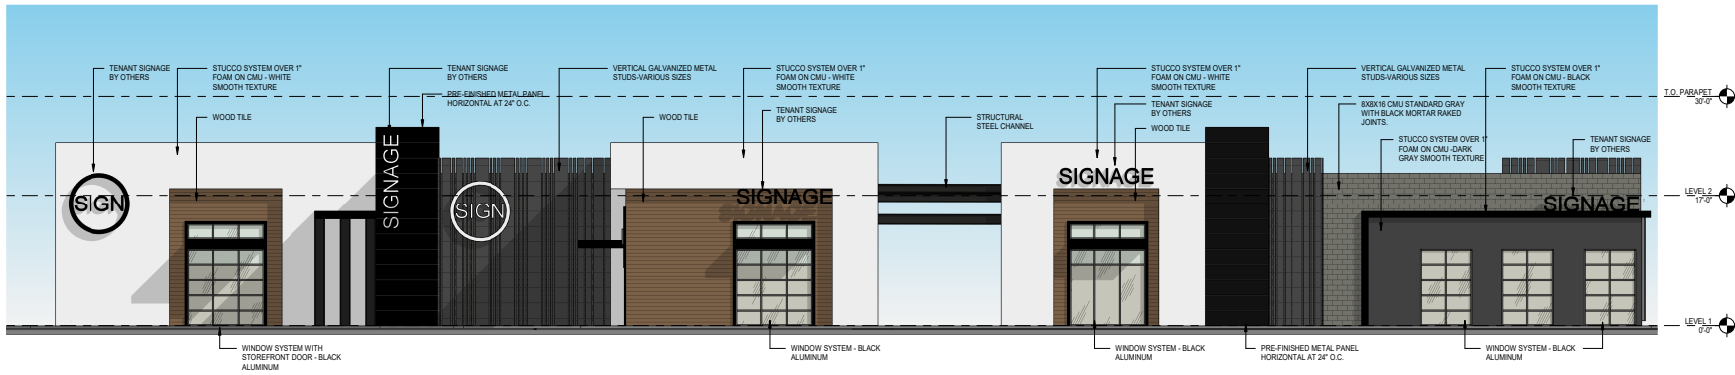 TENANT SIGNAGE
BY OTHERS
STUCCO SYSTEM OVER 1"
FOAM ON CMU - WHITE
SMOOTH TEXTURE
TENANT SIGNAGE
BY OTHERS
VERTICAL GALVANIZED METAL
STUDS-VARIOUS SIZES
STUCCO SYSTEM OVER 1"
FOAM ON CMU - WHITE
SMOOTH TEXTURE
STUCCO SYSTEM OVER 1"
FOAM ON CMU - WHITE
SMOOTH TEXTURE
VERTICAL GALVANIZED METAL
STUDS-VARIOUS SIZES
STUCCO SYSTEM OVER 1"
FOAM ON CMU - BLACK
SMOOTH TEXTURE
PRE-FINISHED METAL PANEL
HORIZONTAL AT 24" O.C.
T.O. PARAPET
30'-0"
WOOD TILE
WOOD TILE
TENANT SIGNAGE
BY OTHERS
STRUCTURAL
STEEL CHANNEL
TENANT SIGNAGE
BY OTHERS
WOOD TILE
8X8X16 CMU STANDARD GRAY
WITH BLACK MORTAR RAKED
JOINTS.
STUCCO SYSTEM OVER 1"
FOAM ON CMU -DARK
GRAY SMOOTH TEXTURE
TENANT SIGNAGE
BY OTHERS
SIGN
SIGNAGE
SIGN
SIGNAGE
SIGNAGE
SIGNAGE
LEVEL 2
17'-0"
LEVEL 1
0'-0"
WINDOW SYSTEM WITH
STOREFRONT DOOR - BLACK
ALUMINUM
WINDOW SYSTEM - BLACK
ALUMINUM
WINDOW SYSTEM - BLACK
ALUMINUM
PRE-FINISHED METAL PANEL
HORIZONTAL AT 24" O.C.
WINDOW SYSTEM - BLACK
ALUMINUM